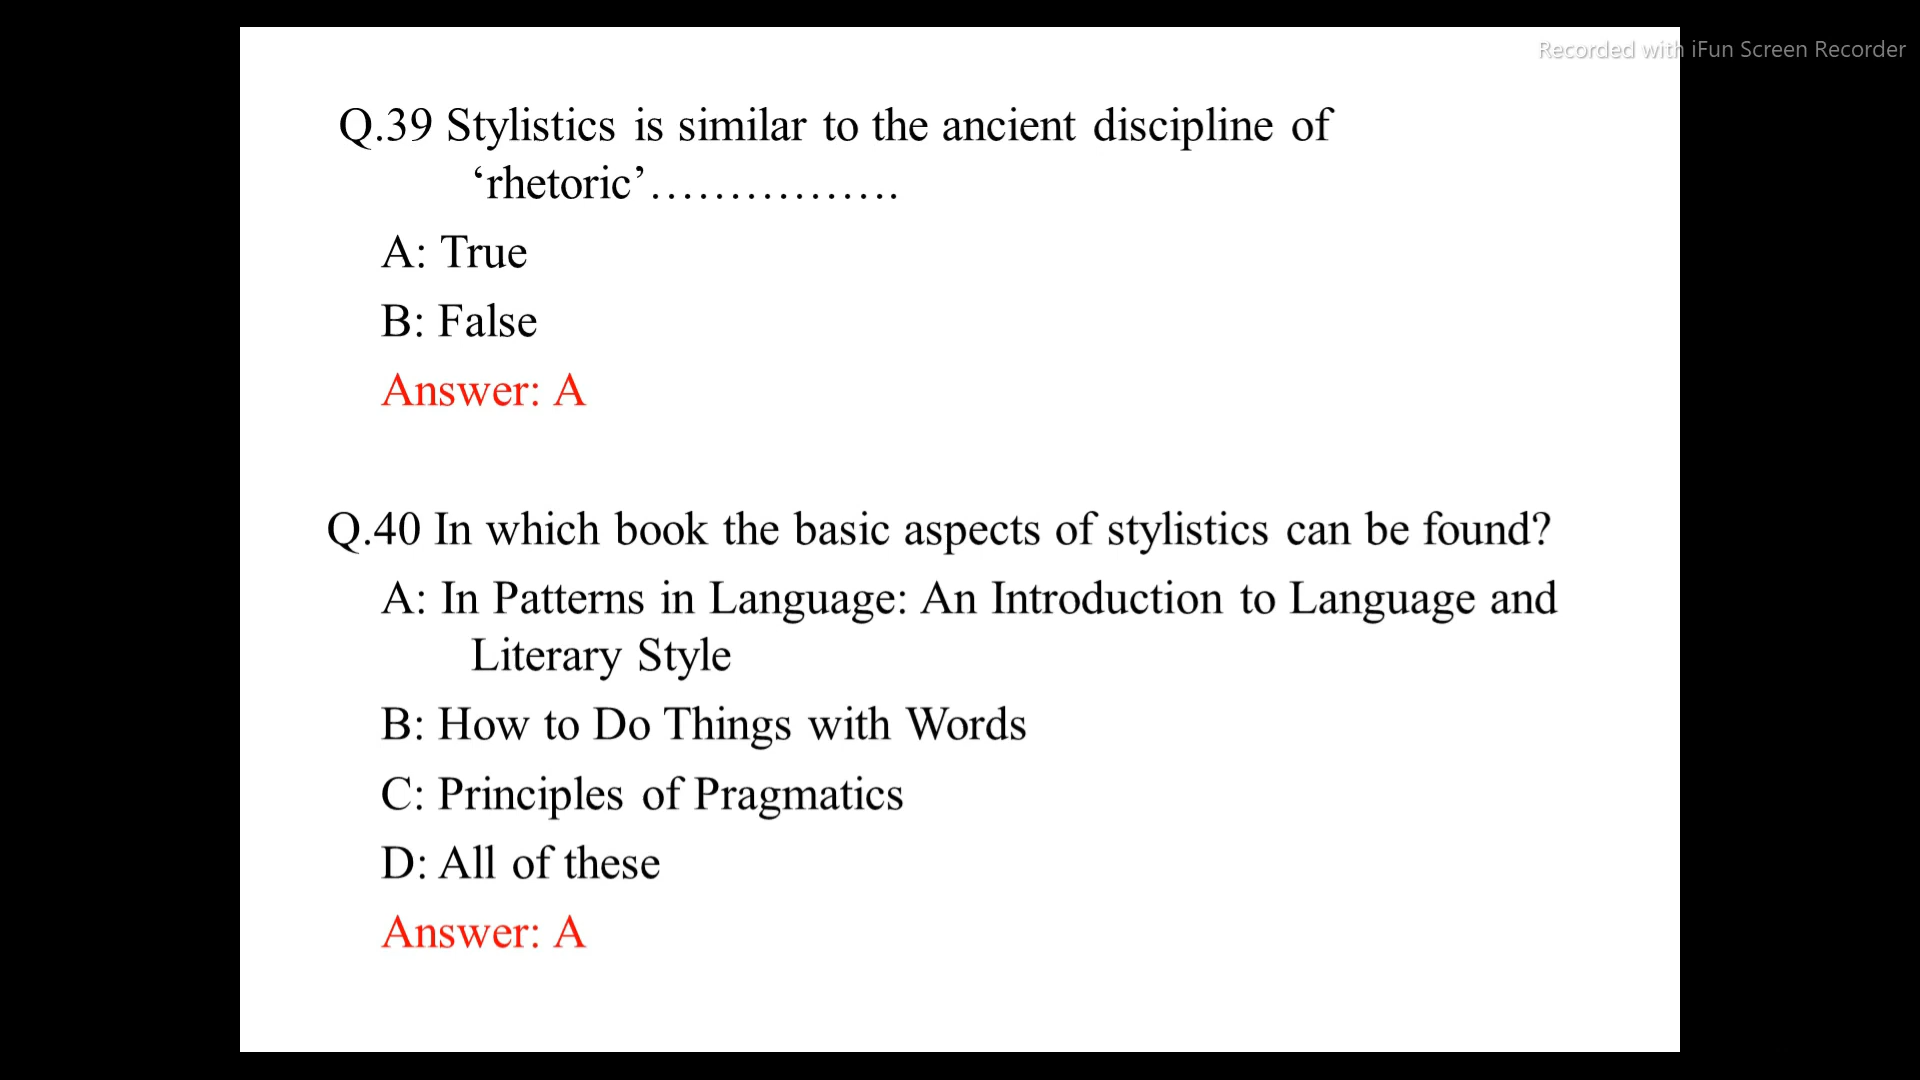 Recorded with iFun Screen Recorder
Q.39 Stylistics is similar to the ancient discipline of
‘rhetoric’…………….
A: True
B: False
Answer: A
Q.40 In which book the basic aspects of stylistics can be found?
A: In Patterns in Language: An Introduction to Language and
Literary Style
B: How to Do Things with Words
C: Principles of Pragmatics
D: All of these
Answer: A